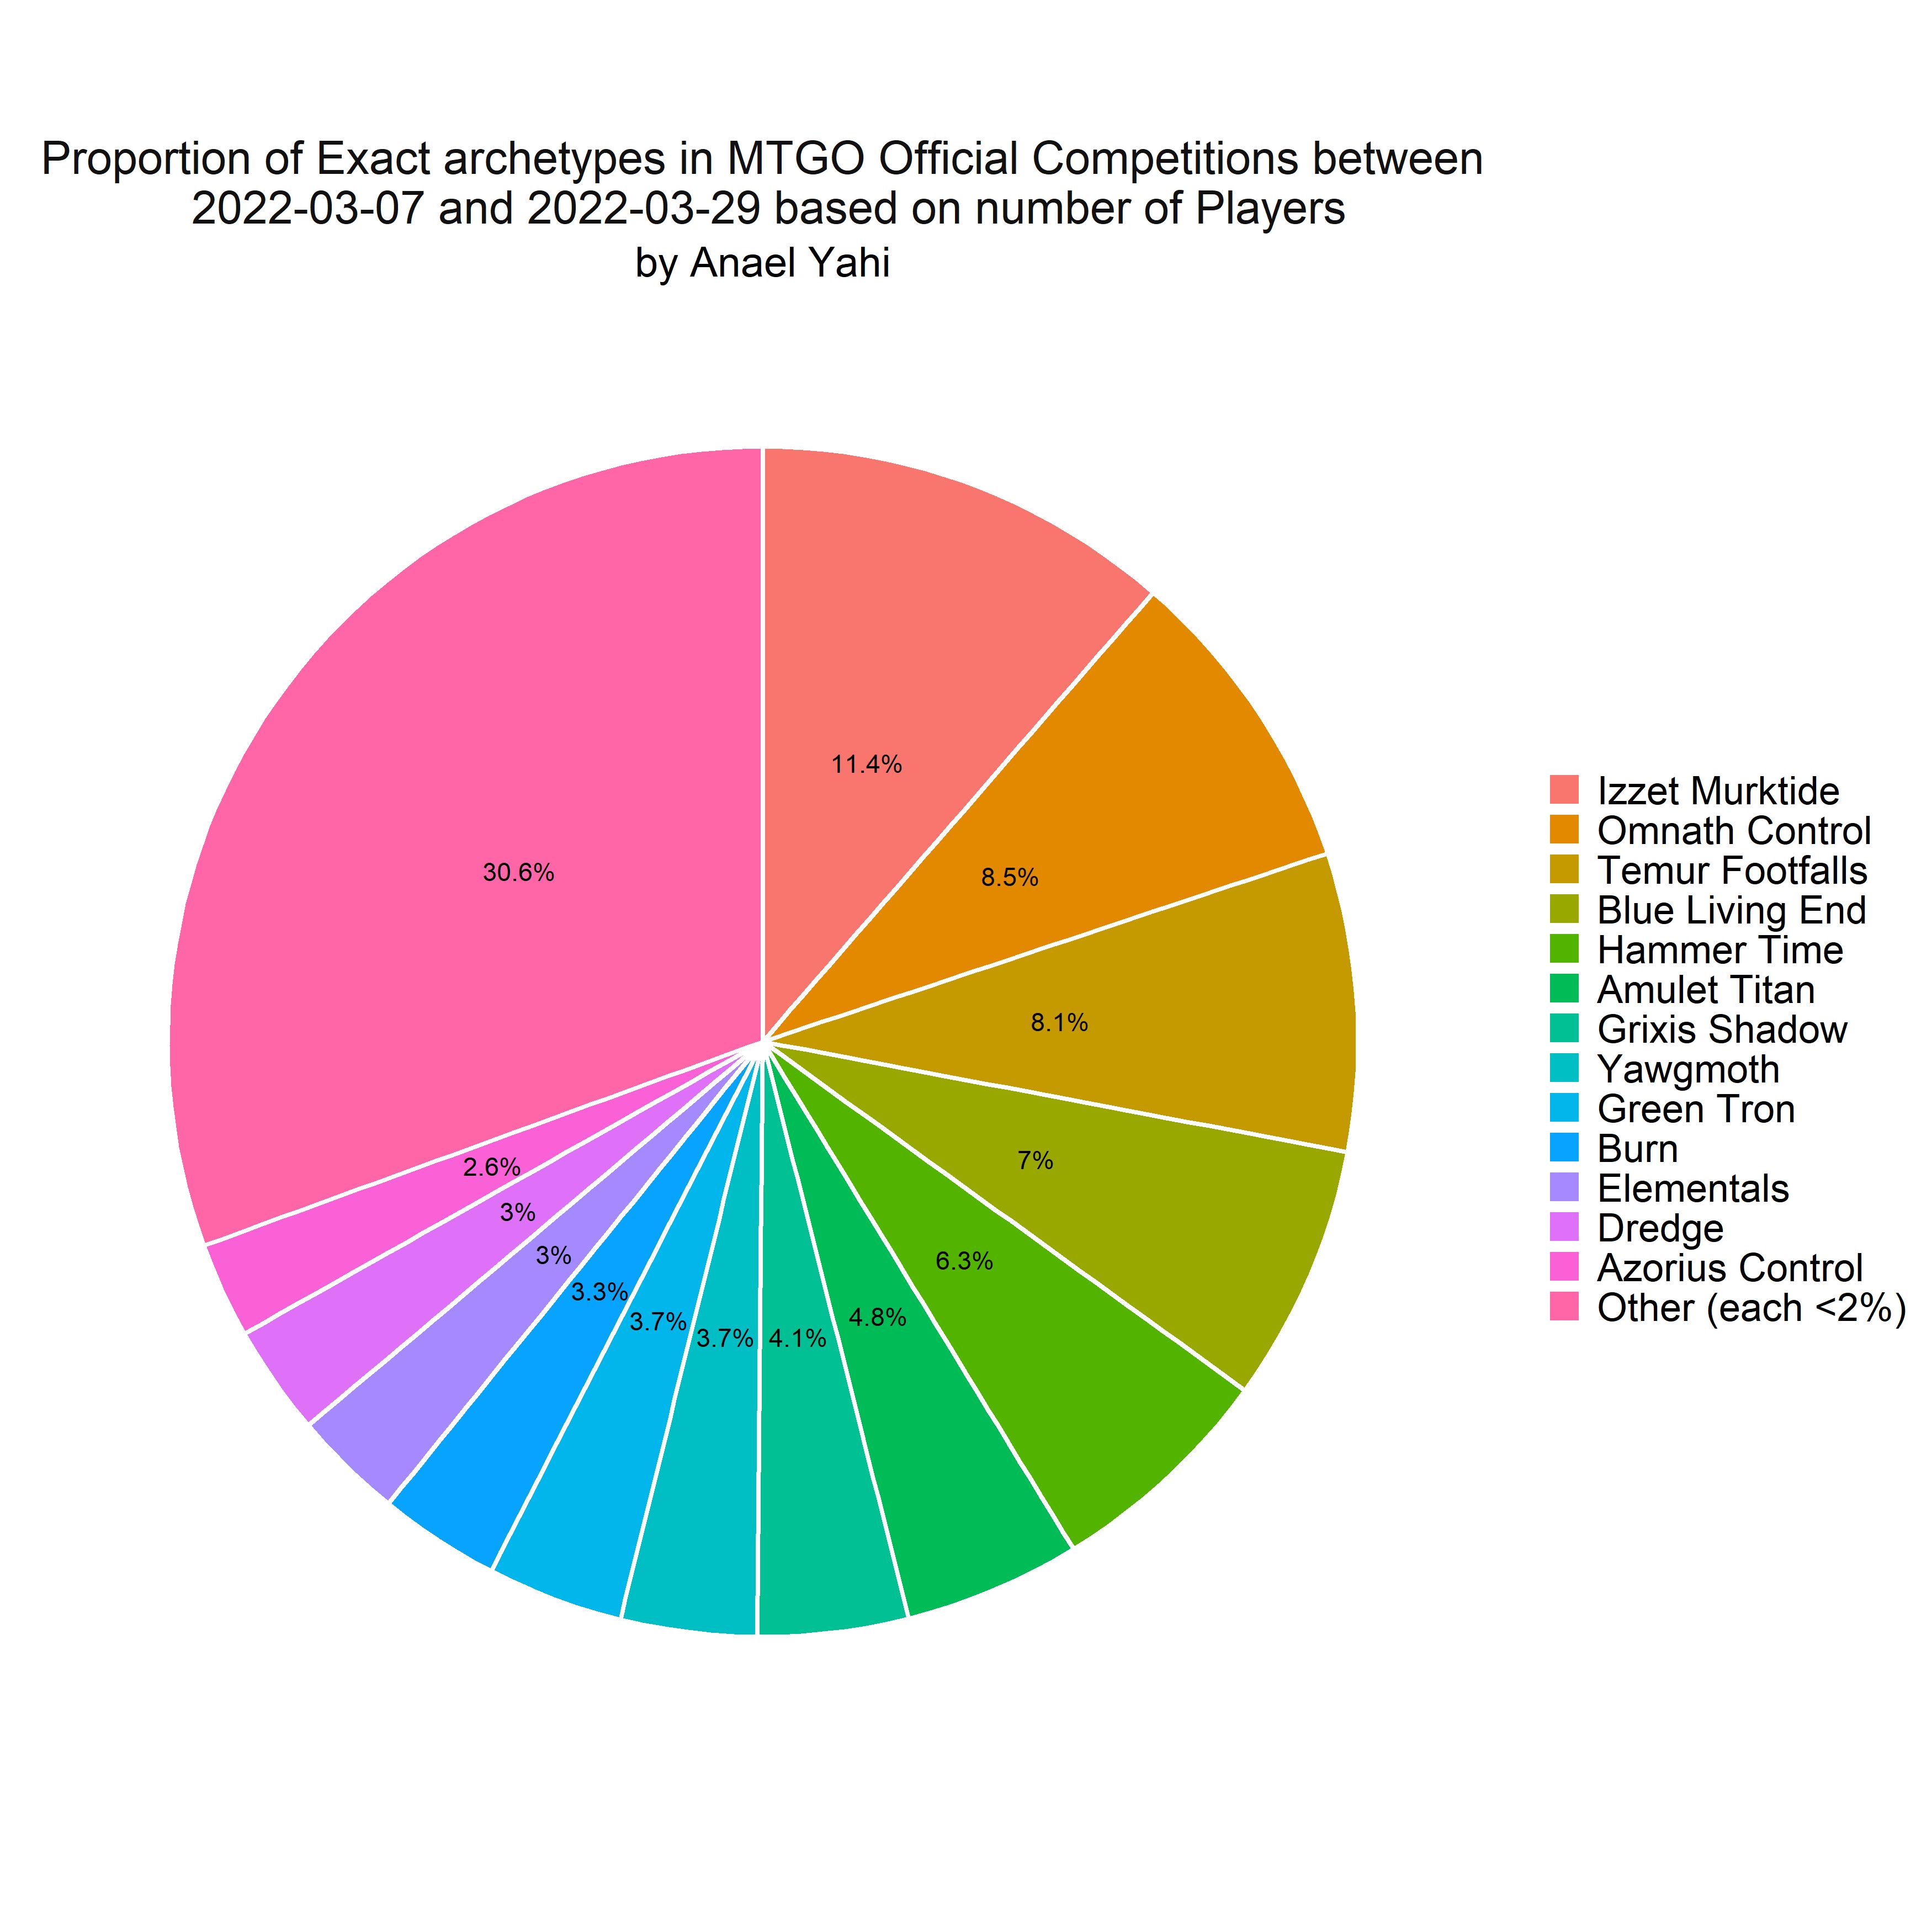 Proportion of Exact archetypes in MTGO Official Competitions between
2022-03-07 and 2022-03-29 based on number of Players
by Anael Yahi
11.4%
30.6%
8.5%
8.1%
7%
2.6%
3%
3%
6.3%
3.3%
4.8%
3.7%
3.7%
4.1%
Izzet Murktide
Omnath Control
Temur Footfalls
Blue Living End
Hammer Time
Amulet Titan
Grixis Shadow
Yawgmoth
Green Tron
Burn
Elementals
Dredge
Azorius Control
Other (each <2%)